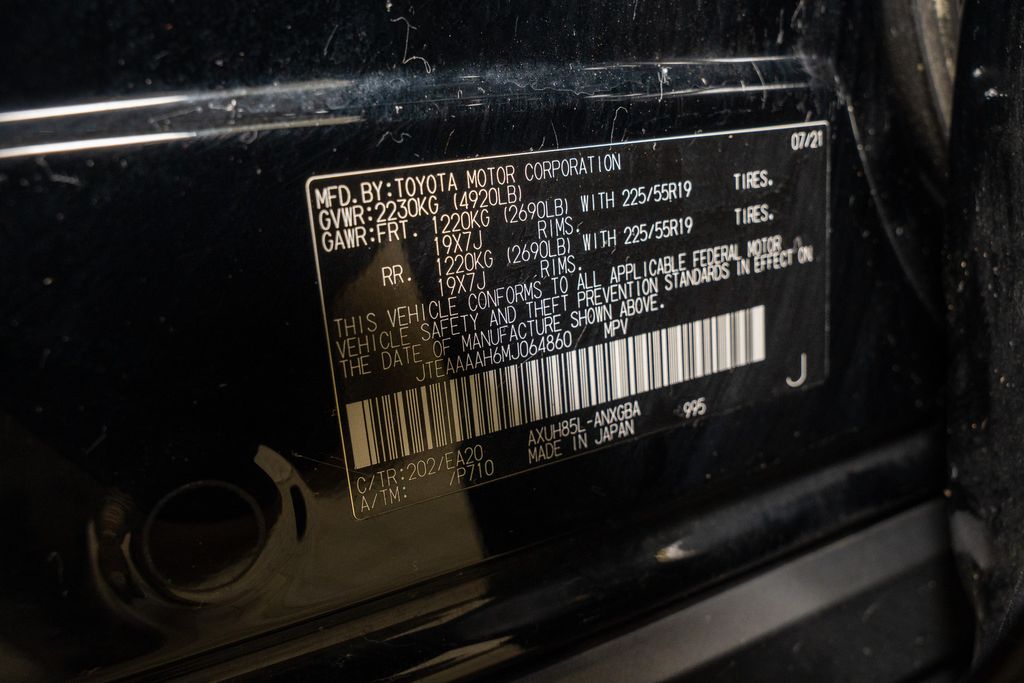 07/21
MFD.BY:TOYOTA MOTOR CORPORATION
GVWR:2230KG (4920LB)
GAWR:FRT. 1220KG (2690LB) WITH 225/55R19 TIRES.
19X7J RIMS.
RR. 1220KG (2690LB) WITH 225/55R19 TIRES.
19X7J RIMS.
THIS VEHICLE CONFORMS TO ALL APPLICABLE FEDERAL MOTOR
VEHICLE SAFETY AND THEFT PREVENTION STANDARDS IN EFFECT ON
THE DATE OF MANUFACTURE SHOWN ABOVE.
JTEAAAAH6MJ064860 MPV
J
C/TR:202/EA20 AXUH85L-ANXGBA 995
A/TM: /P710 MADE IN JAPAN